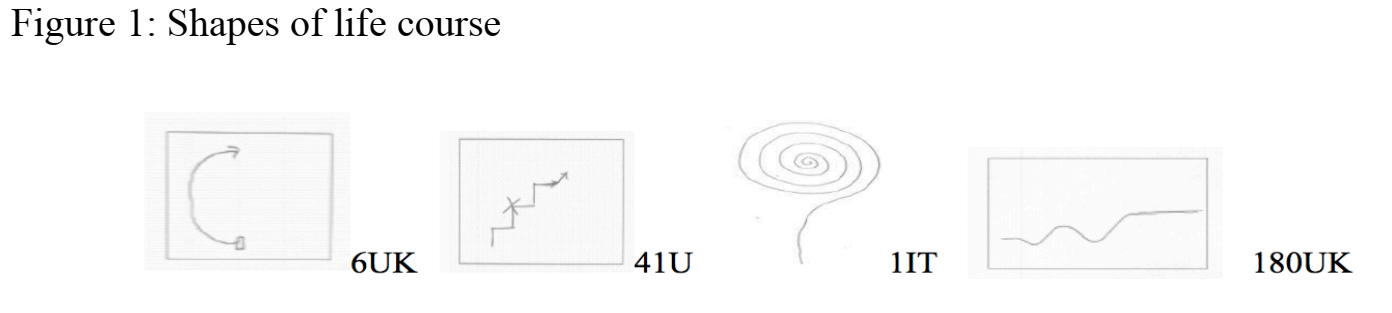 Figure 1: Shapes of life course
6UK 41U 1IT 180UK